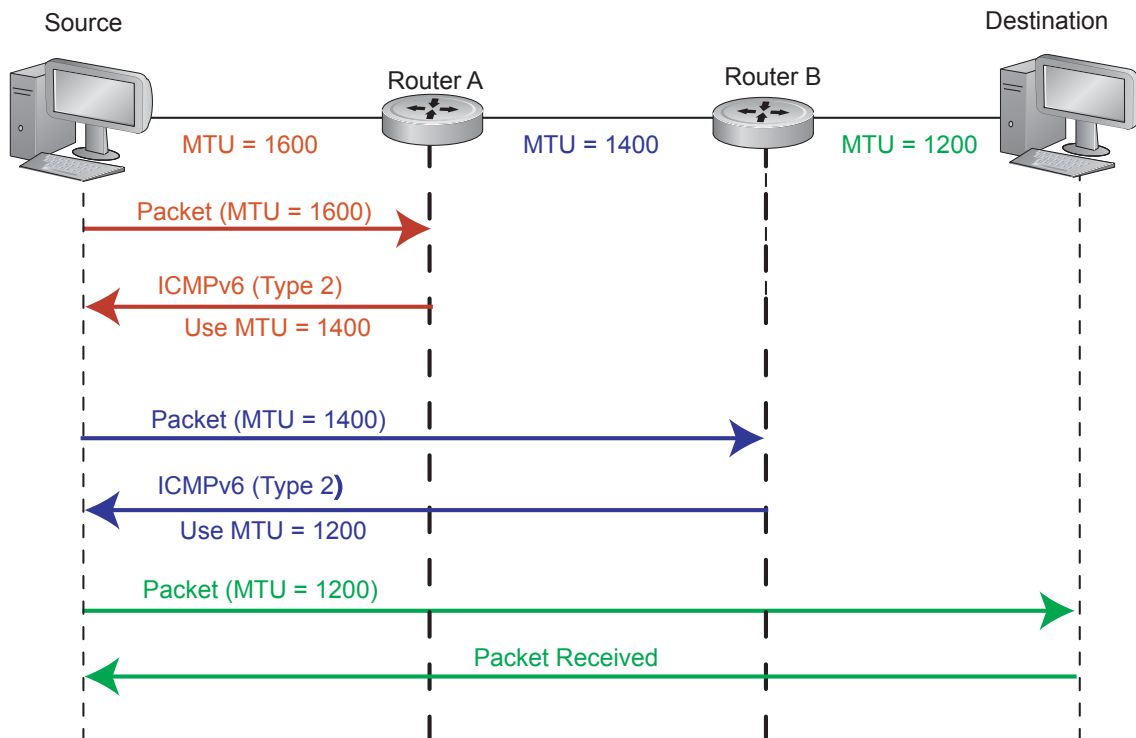 Source
Destination
Router A
Router B
MTU = 1600
MTU = 1400
MTU = 1200
Packet (MTU = 1600)
ICMPv6 (Type 2)
Use MTU = 1400
Packet (MTU = 1400)
ICMPv6 (Type 2)
Use MTU = 1200
Packet (MTU = 1200)
Packet Received